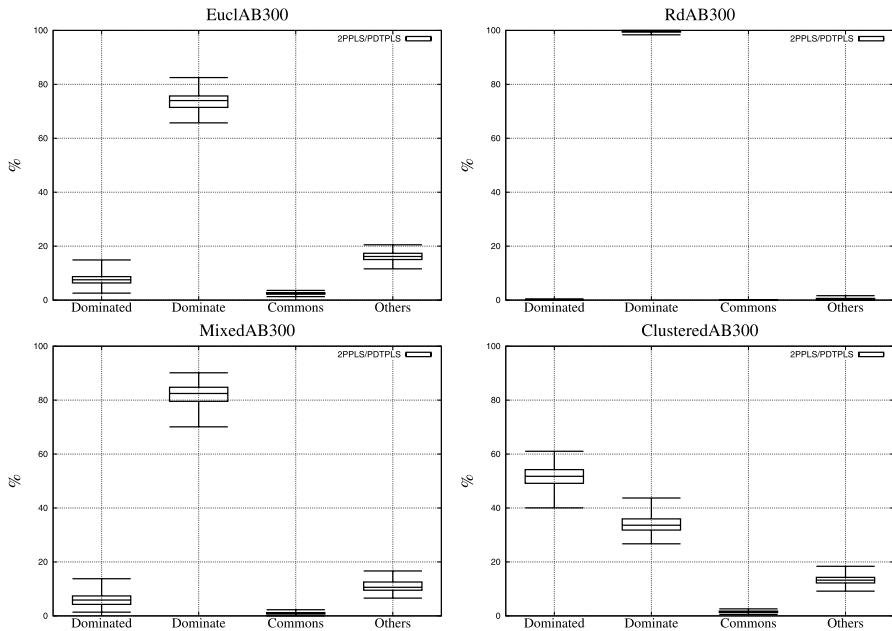 EuclAB300
2PPLS/PDTPLS
100
80
60
40
20
0
%
Dominated Dominate Commons Others
RdAB300
2PPLS/PDTPLS
100
80
60
40
20
0
%
Dominated Dominate Commons Others
MixedAB300
2PPLS/PDTPLS
100
80
60
40
20
0
%
Dominated Dominate Commons Others
ClusteredAB300
2PPLS/PDTPLS
100
80
60
40
20
0
%
Dominated Dominate Commons Others